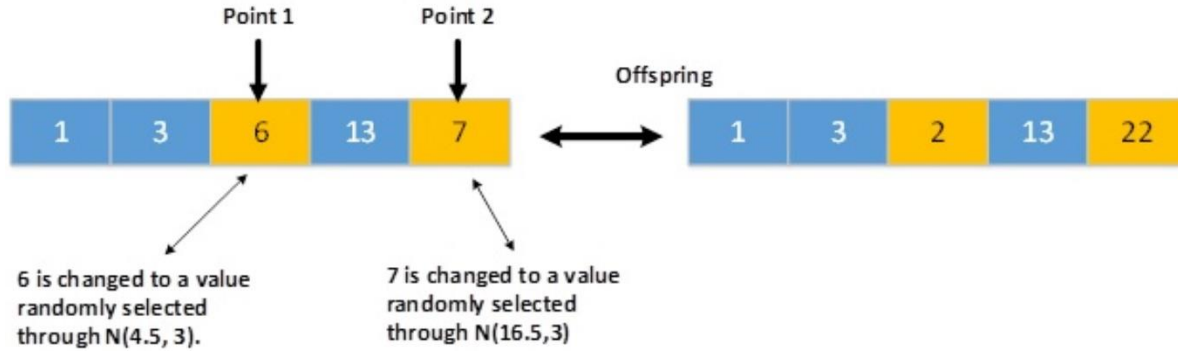 Point 1
Point 2
Offspring
1 3 6 13 7
1 3 2 13 22
6 is changed to a value
randomly selected
through N(4.5, 3).
7 is changed to a value
randomly selected
through N(16.5,3)